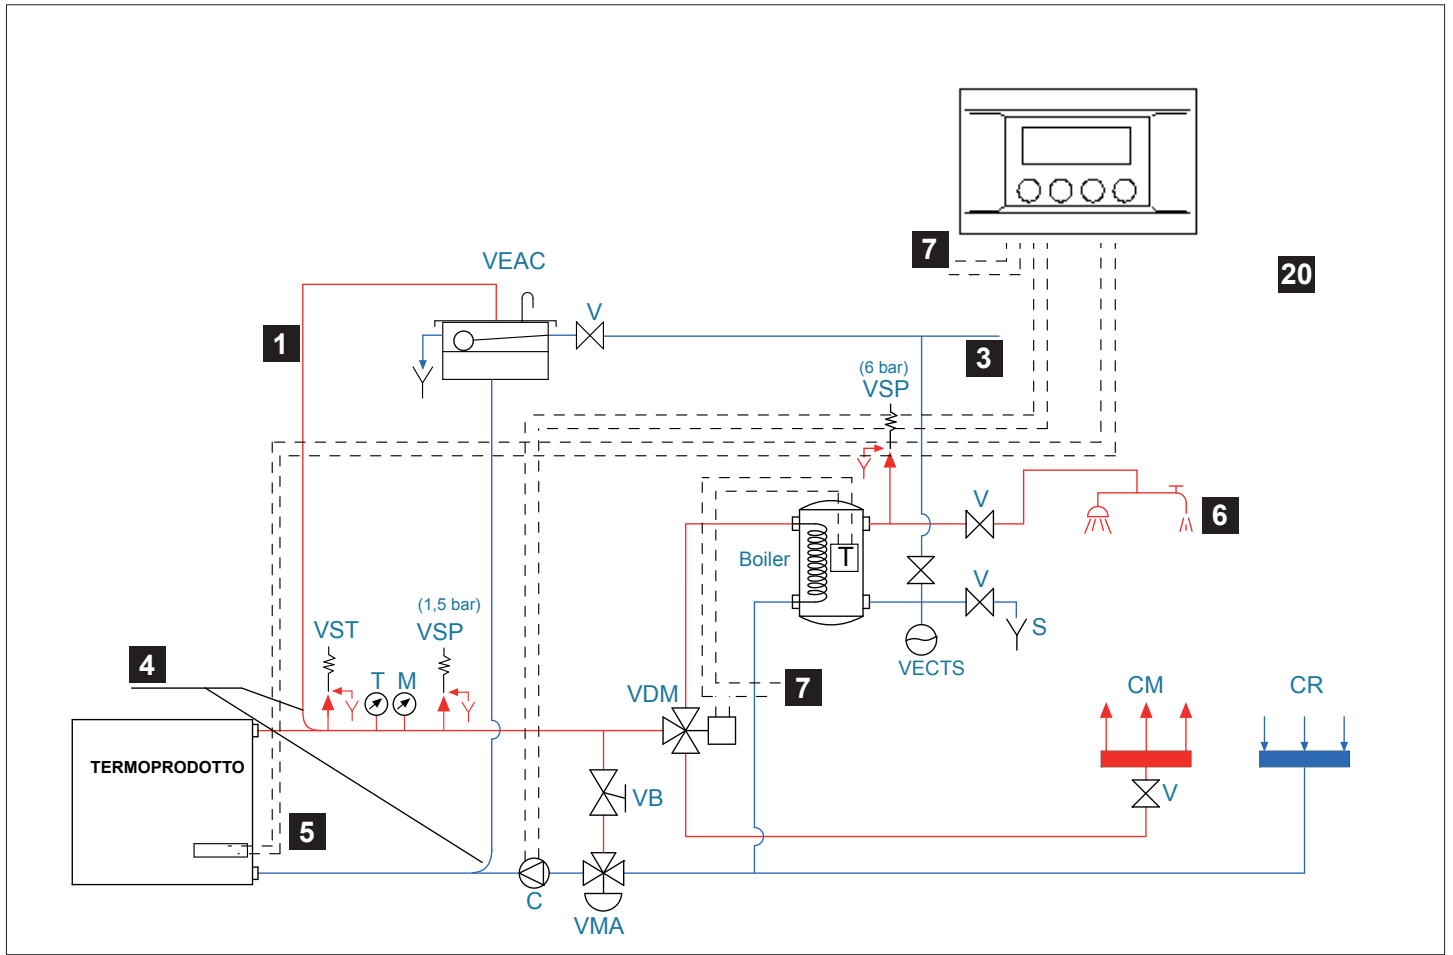 7
20
VEAC
V
1
3
(6 bar)
VSP
V
6
Boiler
T
V
(1,5 bar)
VST
VSP
S
4
T
M
VECTS
7
VDM
CM
CR
TERMOPRODOTTO
VB
V
5
C
VMA